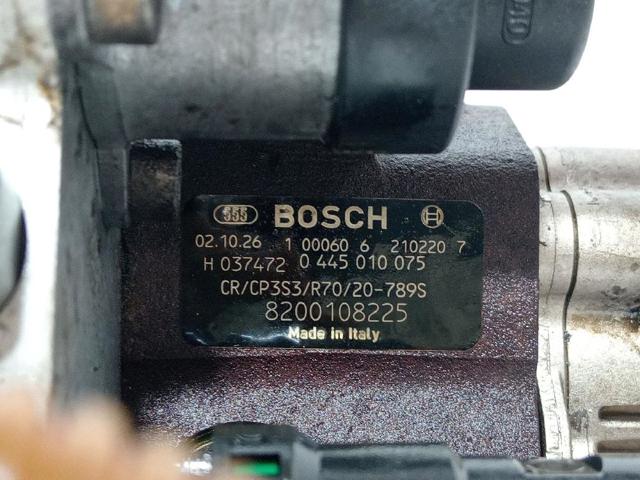 555 BOSCH
02.10.26 1 00060 6 210220 7
H 037472 0 445 010 075
CR/CP3S3/R70/20-789S
8200108225
Made in Italy